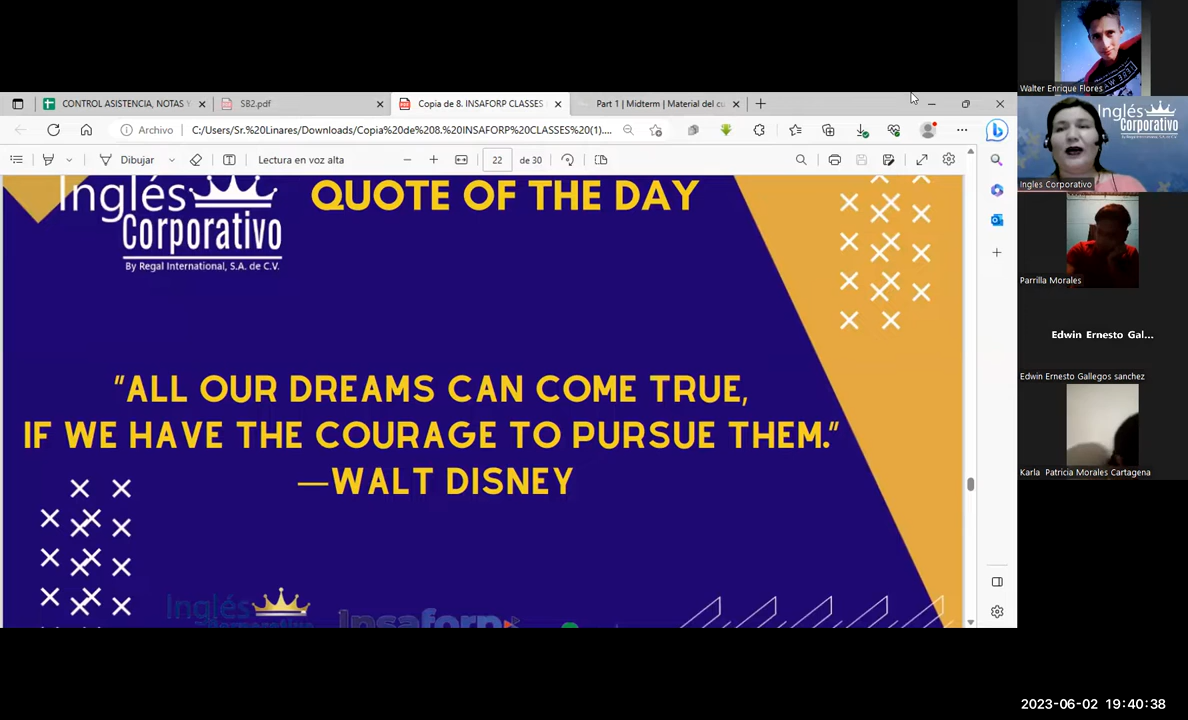 CONTROL ASISTENCIA, NOTAS Y
SB2.pdf
Copia de 8. INSAFORP CLASSES
Part 1 | Midterm | Material del cu
Archivo
C:/Users/Sr.%20Linares/Downloads/Copia%20de%208.%20INSAFORP%20CLASSES%20(1)....
Dibujar
Lectura en voz alta
22
de 30
Inglés
Corporativo
By Regal International, S.A. de C.V.
QUOTE OF THE DAY
"ALL OUR DREAMS CAN COME TRUE,
IF WE HAVE THE COURAGE TO PURSUE THEM."
—WALT DISNEY
Inglés
Insaforp
Walter Enrique Flores
Inglés
Corporativo
Ingles Corporativo
Parrilla Morales
Edwin Ernesto Gal...
Edwin Ernesto Gallegos sanchez
Karla Patricia Morales Cartagena
2023-06-02 19:40:38